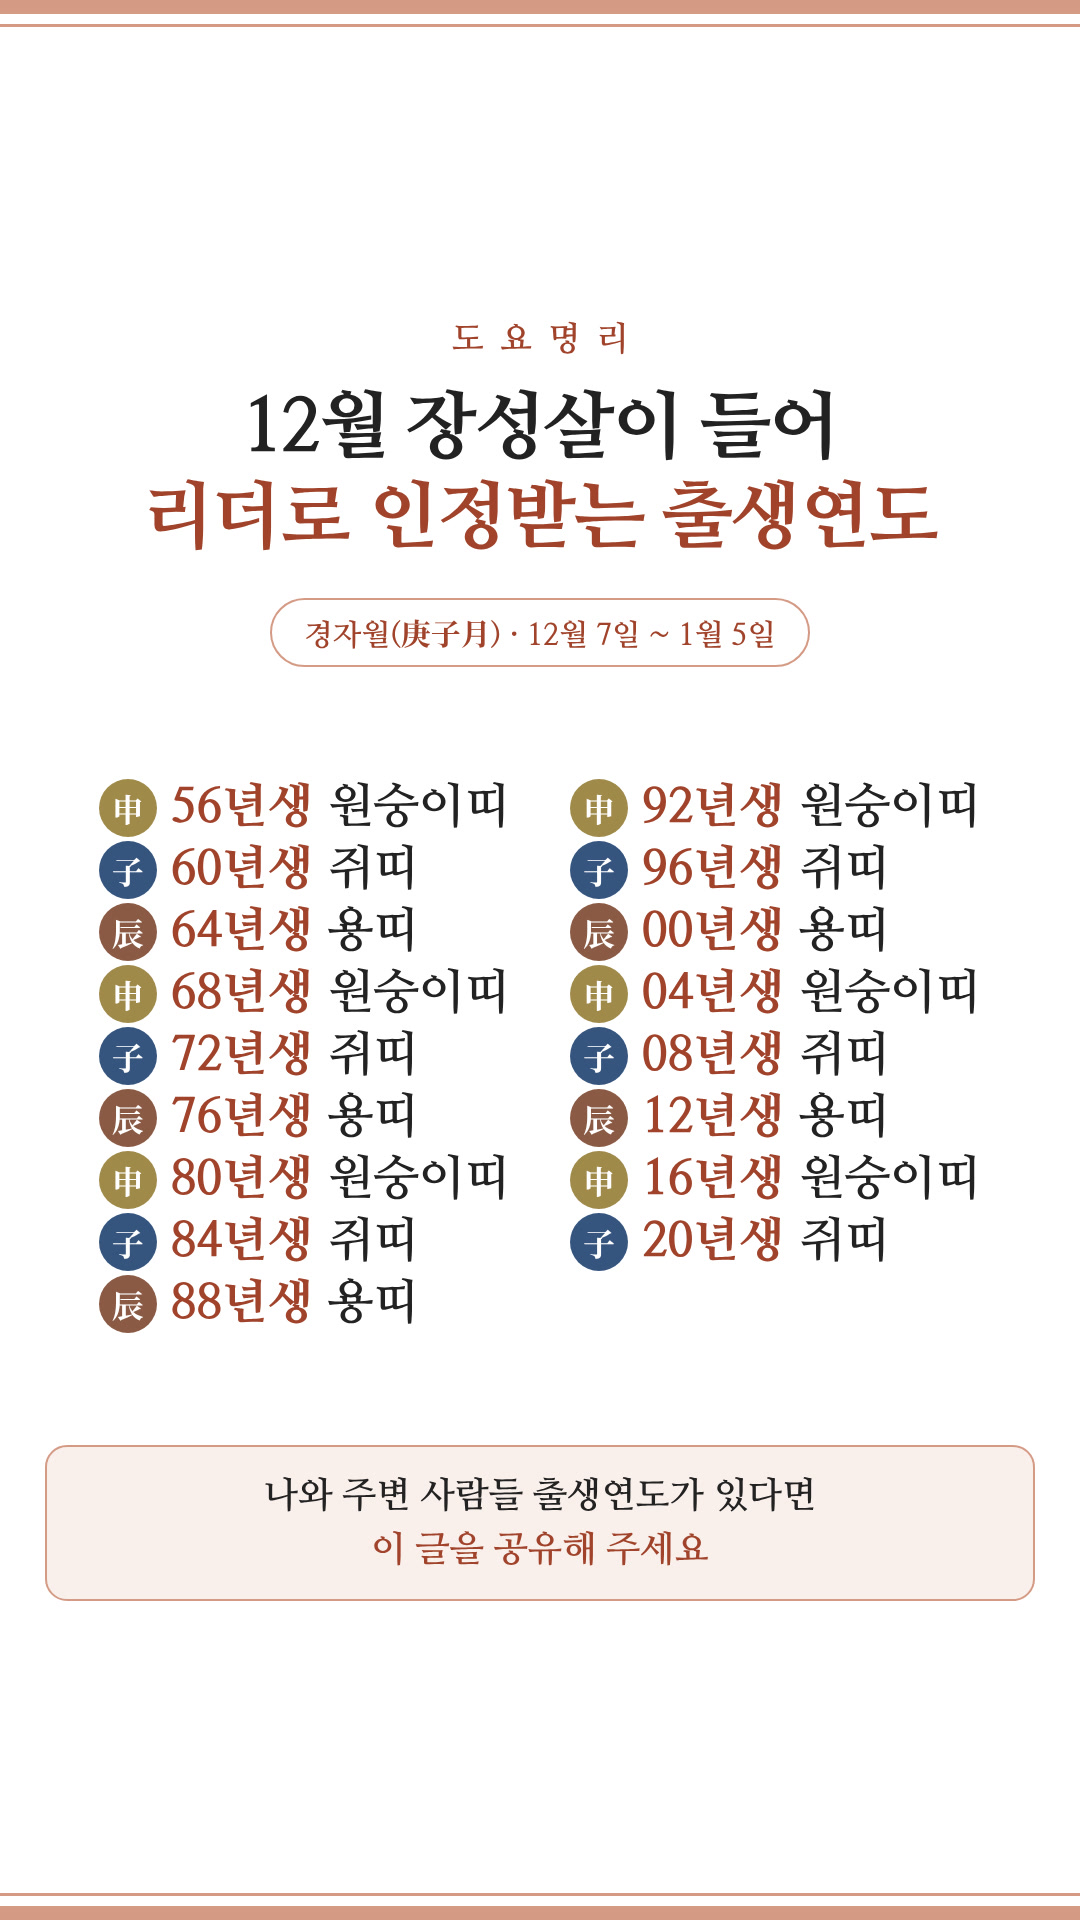 도요명리
12월 장성살이 들어
리더로 인정받는 출생연도
경자월(庚子月) · 12월 7일 ~ 1월 5일
申 56년생 원숭이띠
子 60년생 쥐띠
辰 64년생 용띠
申 68년생 원숭이띠
子 72년생 쥐띠
辰 76년생 용띠
申 80년생 원숭이띠
子 84년생 쥐띠
辰 88년생 용띠
申 92년생 원숭이띠
子 96년생 쥐띠
辰 00년생 용띠
申 04년생 원숭이띠
子 08년생 쥐띠
辰 12년생 용띠
申 16년생 원숭이띠
子 20년생 쥐띠
나와 주변 사람들 출생연도가 있다면
이 글을 공유해 주세요